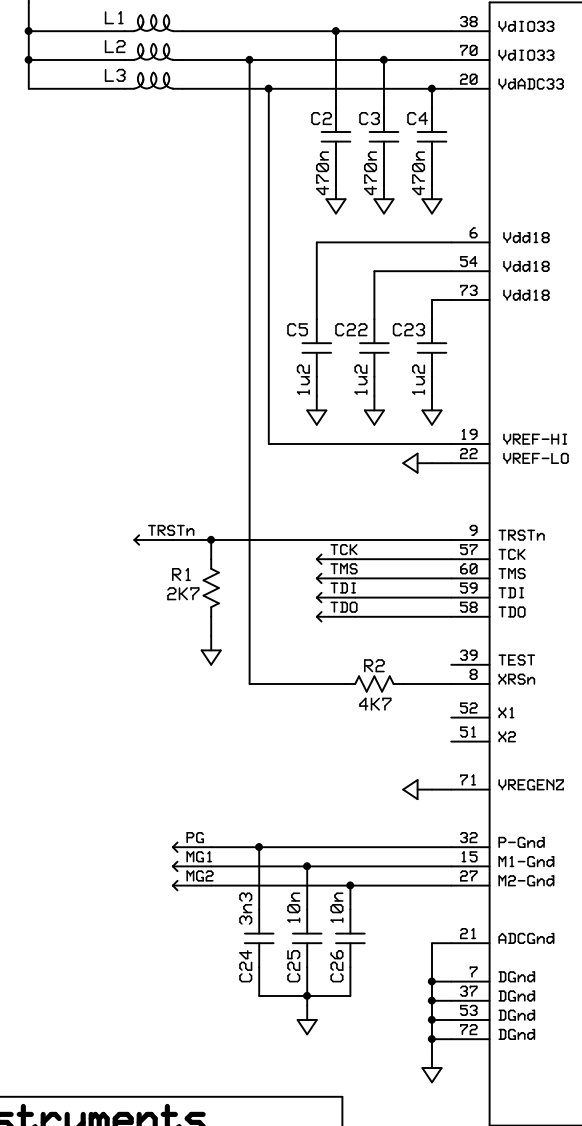 L1 38 VdIO33
L2 70 VdIO33
L3 20 VdADC33
C2 C3 C4
470n 470n 470n
6 Vdd18
54 Vdd18
73 Vdd18
C5 C22 C23
1u2 1u2 1u2
19 VREF-HI
22 VREF-LO
TRSTn 9 TRSTn
TCK 57 TCK
TMS 60 TMS
TDI 59 TDI
TDO 58 TDO
R1
2K7
39 TEST
R2 8 XRSn
4K7
52 X1
51 X2
71 VREGENZ
PG 32 P-Gnd
MG1 15 M1-Gnd
MG2 27 M2-Gnd
3n3 10n 10n
C24 C25 C26
21 ADCGnd
7 DGnd
37 DGnd
53 DGnd
72 DGnd